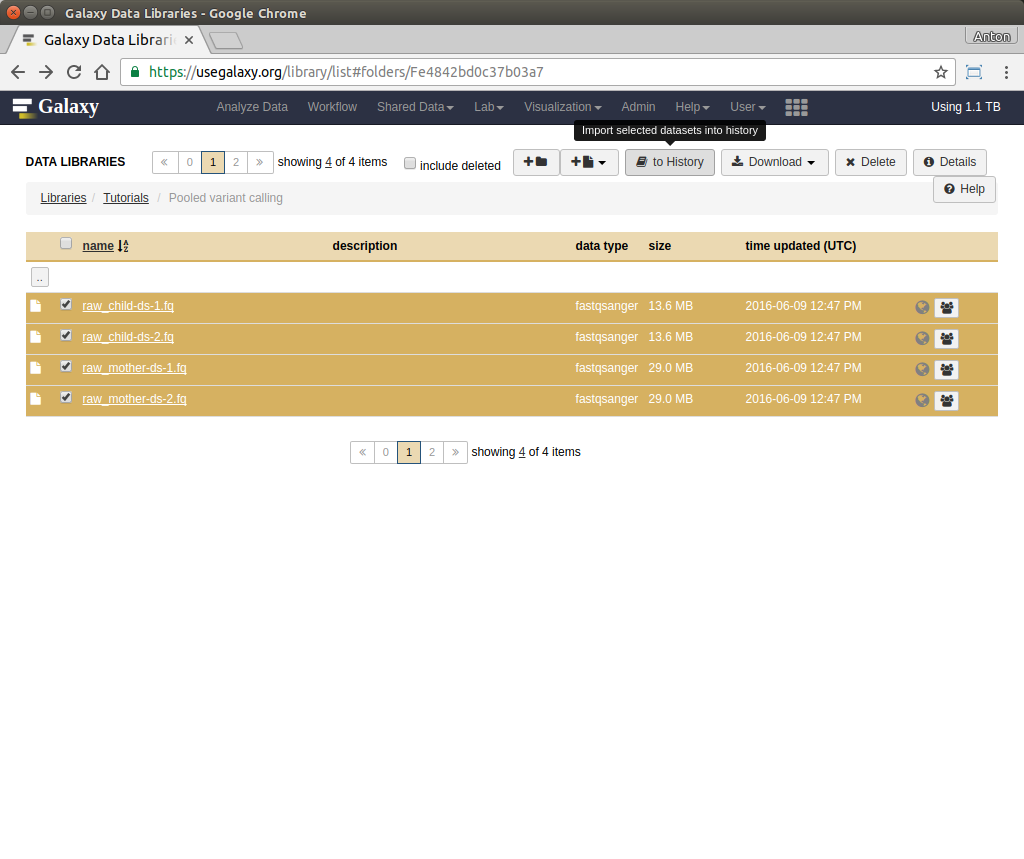 Galaxy Data Libraries - Google Chrome
Galaxy Data Librari
Anton
https://usegalaxy.org/library/list#folders/Fe4842bd0c37b03a7
Galaxy Analyze Data Workflow Shared Data Lab Visualization Admin Help User Using 1.1 TB
Import selected datasets into history
DATA LIBRARIES « 0 1 2 » showing 4 of 4 items include deleted to History Download Delete Details
Libraries / Tutorials / Pooled variant calling Help
name description data type size time updated (UTC)
..
raw_child-ds-1.fq fastqsanger 13.6 MB 2016-06-09 12:47 PM
raw_child-ds-2.fq fastqsanger 13.6 MB 2016-06-09 12:47 PM
raw_mother-ds-1.fq fastqsanger 29.0 MB 2016-06-09 12:47 PM
raw_mother-ds-2.fq fastqsanger 29.0 MB 2016-06-09 12:47 PM
« 0 1 2 » showing 4 of 4 items